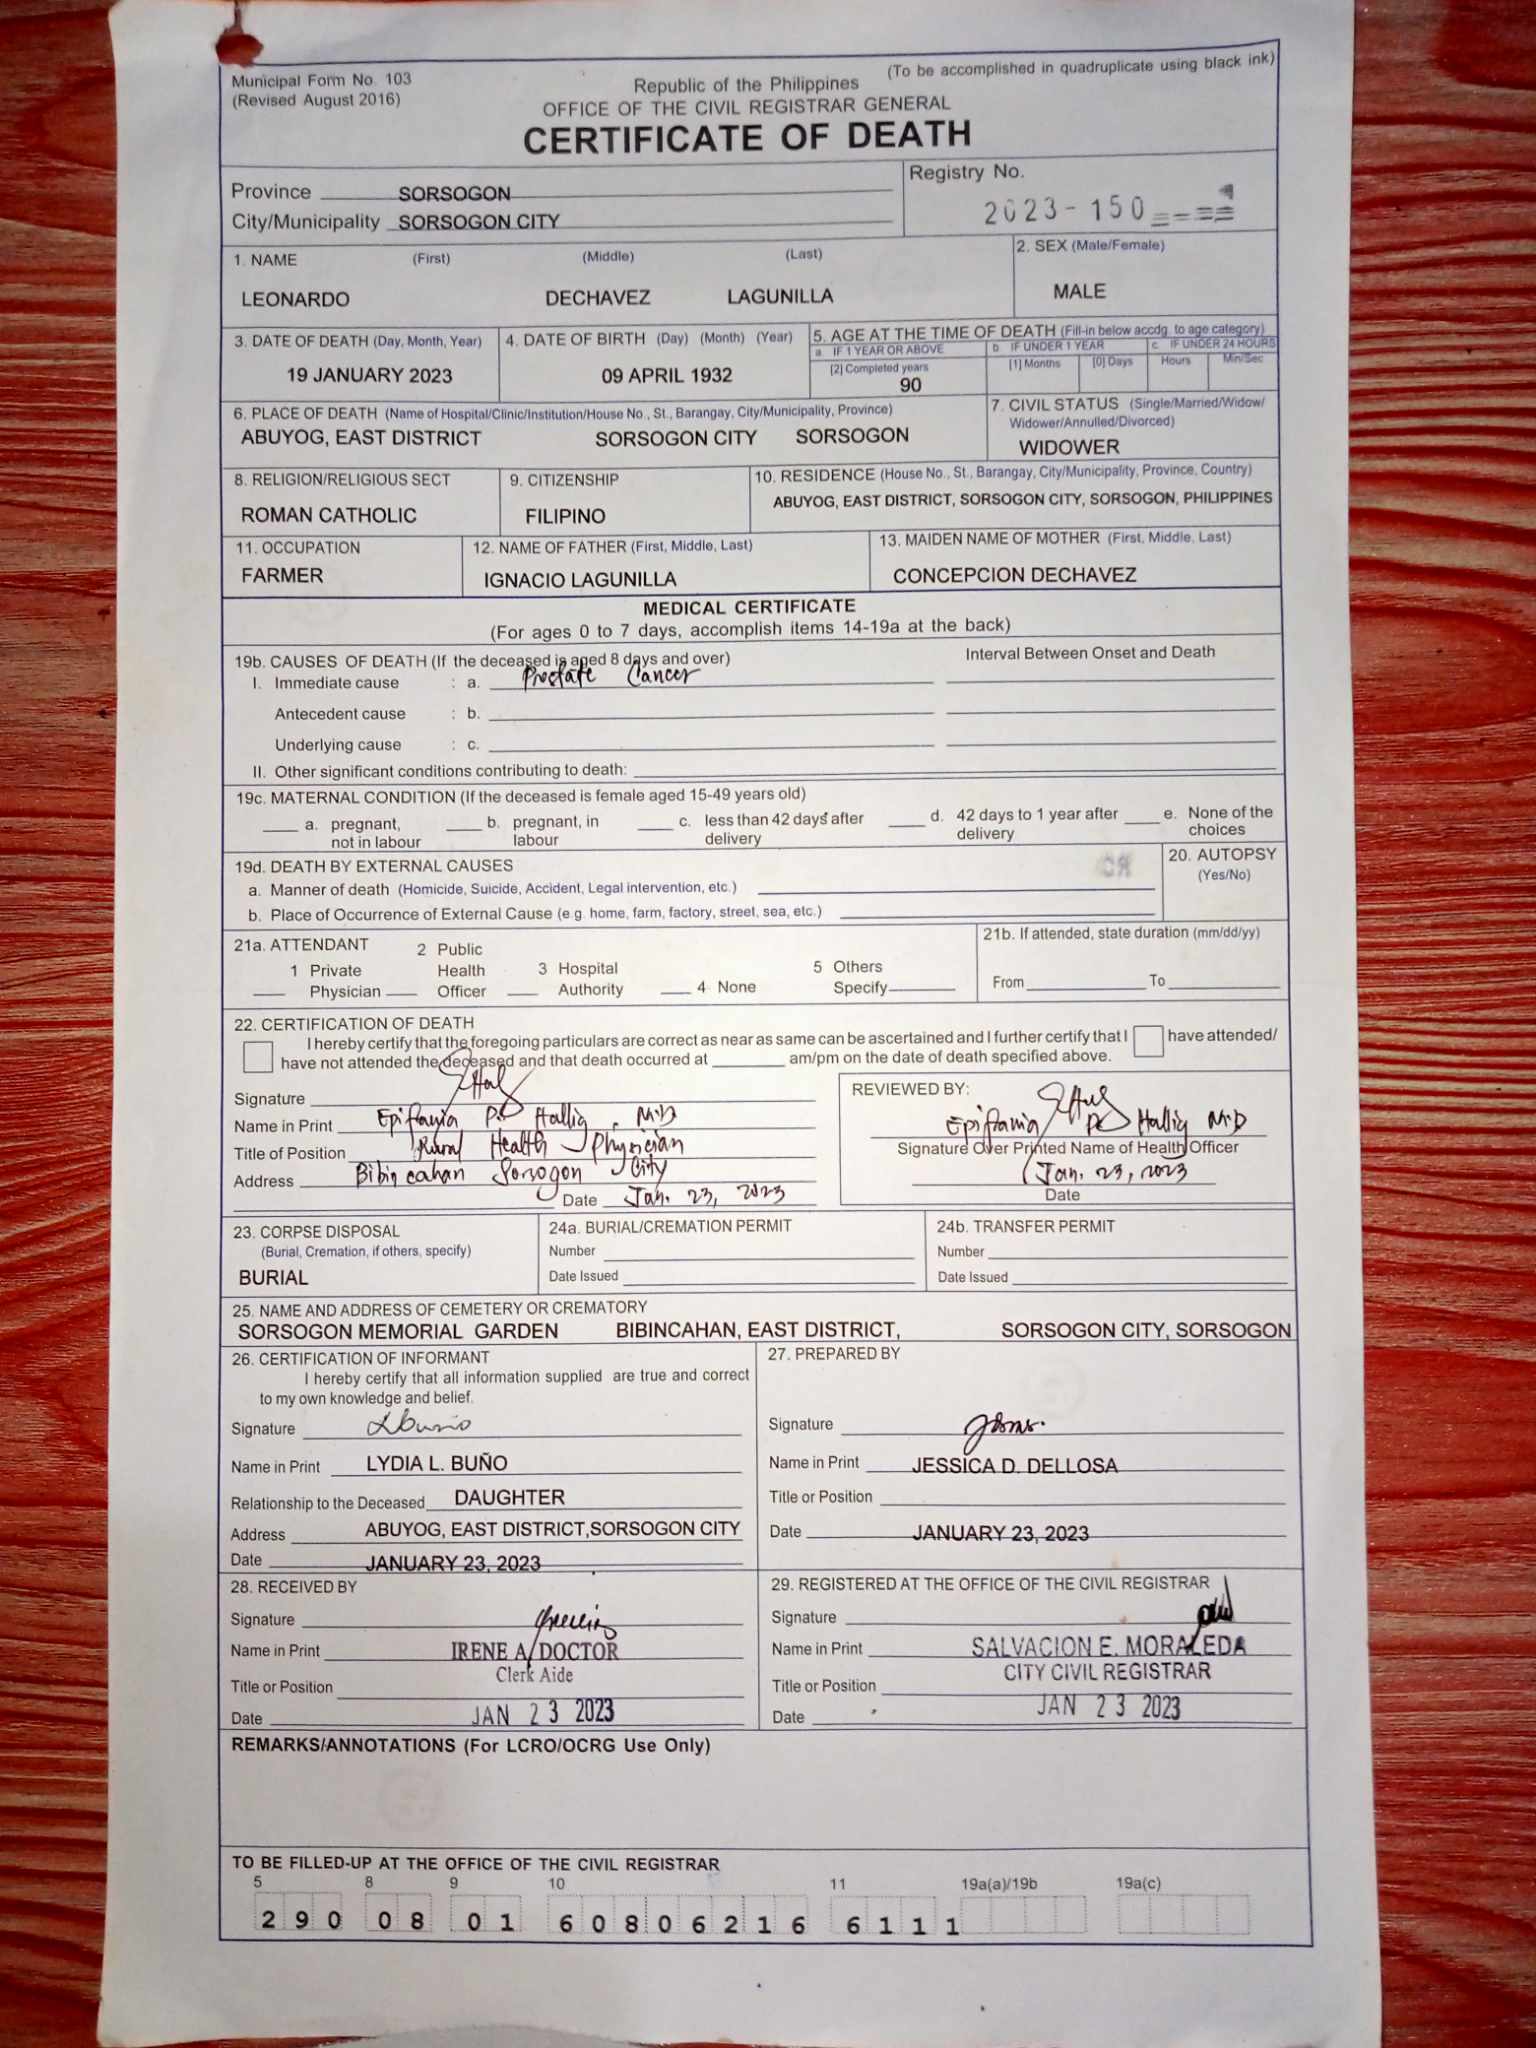 Municipal Form No. 103
(Revised August 2016)
(To be accomplished in quadruplicate using black ink)
Republic of the Philippines
OFFICE OF THE CIVIL REGISTRAR GENERAL
CERTIFICATE OF DEATH
Province SORSOGON
City/Municipality SORSOGON CITY
Registry No.
2023-150
1. NAME (First) (Middle) (Last)
LEONARDO DECHAVEZ LAGUNILLA
2. SEX (Male/Female)
MALE
3. DATE OF DEATH (Day, Month, Year)
19 JANUARY 2023
4. DATE OF BIRTH (Day) (Month) (Year)
09 APRIL 1932
5. AGE AT THE TIME OF DEATH (Fill-in below accdg. to age category)
a. IF 1 YEAR OR ABOVE
[2] Completed years
90
b IF UNDER 1 YEAR
[1] Months [0] Days
c. IF UNDER 24 HOURS
Hours Min/Sec
6. PLACE OF DEATH (Name of Hospital/Clinic/Institution/House No., St., Barangay, City/Municipality, Province)
ABUYOG, EAST DISTRICT SORSOGON CITY SORSOGON
7. CIVIL STATUS (Single/Married/Widow/
Widower/Annulled/Divorced)
WIDOWER
8. RELIGION/RELIGIOUS SECT
ROMAN CATHOLIC
9. CITIZENSHIP
FILIPINO
10. RESIDENCE (House No., St., Barangay, City/Municipality, Province, Country)
ABUYOG, EAST DISTRICT, SORSOGON CITY, SORSOGON, PHILIPPINES
11. OCCUPATION
FARMER
12. NAME OF FATHER (First, Middle, Last)
IGNACIO LAGUNILLA
13. MAIDEN NAME OF MOTHER (First, Middle, Last)
CONCEPCION DECHAVEZ
MEDICAL CERTIFICATE
(For ages 0 to 7 days, accomplish items 14-19a at the back)
19b. CAUSES OF DEATH (If the deceased is aged 8 days and over)
Interval Between Onset and Death
I. Immediate cause : a. Prostate Cancer
Antecedent cause : b.
Underlying cause : c.
II. Other significant conditions contributing to death:
19c. MATERNAL CONDITION (If the deceased is female aged 15-49 years old)
a. pregnant, not in labour
b. pregnant, in labour
c. less than 42 days after delivery
d. 42 days to 1 year after delivery
e. None of the choices
19d. DEATH BY EXTERNAL CAUSES
a. Manner of death (Homicide, Suicide, Accident, Legal intervention, etc.)
b. Place of Occurrence of External Cause (e.g. home, farm, factory, street, sea, etc.)
20. AUTOPSY
(Yes/No)
21a. ATTENDANT
1 Private Physician
2 Public Health Officer
3 Hospital Authority
4 None
5 Others Specify
21b. If attended, state duration (mm/dd/yy)
From To
22. CERTIFICATION OF DEATH
I hereby certify that the foregoing particulars are correct as near as same can be ascertained and I further certify that I have attended/
have not attended the deceased and that death occurred at am/pm on the date of death specified above.
Signature
Name in Print Epifania P. Hallig, M.D
Title of Position Rural Health Physician
Address Bibincahan Sorsogon City
Date Jan. 23, 2023
REVIEWED BY:
Epifania P. Hallig M.D
Signature Over Printed Name of Health Officer
Jan. 23, 2023
Date
23. CORPSE DISPOSAL
(Burial, Cremation, if others, specify)
BURIAL
24a. BURIAL/CREMATION PERMIT
Number
Date Issued
24b. TRANSFER PERMIT
Number
Date Issued
25. NAME AND ADDRESS OF CEMETERY OR CREMATORY
SORSOGON MEMORIAL GARDEN BIBINCAHAN, EAST DISTRICT, SORSOGON CITY, SORSOGON
26. CERTIFICATION OF INFORMANT
I hereby certify that all information supplied are true and correct
to my own knowledge and belief.
Signature
Name in Print LYDIA L. BUÑO
Relationship to the Deceased DAUGHTER
Address ABUYOG, EAST DISTRICT,SORSOGON CITY
Date JANUARY 23, 2023
27. PREPARED BY
Signature
Name in Print JESSICA D. DELLOSA
Title or Position
Date JANUARY 23, 2023
28. RECEIVED BY
Signature
Name in Print IRENE A. DOCTOR
Clerk Aide
Title or Position
Date JAN 23 2023
29. REGISTERED AT THE OFFICE OF THE CIVIL REGISTRAR
Signature
Name in Print SALVACION E. MORALEDA
CITY CIVIL REGISTRAR
Title or Position
Date JAN 23 2023
REMARKS/ANNOTATIONS (For LCRO/OCRG Use Only)
TO BE FILLED-UP AT THE OFFICE OF THE CIVIL REGISTRAR
5 8 9 10 11 19a(a)/19b 19a(c)
290 08 01 60806216 6111